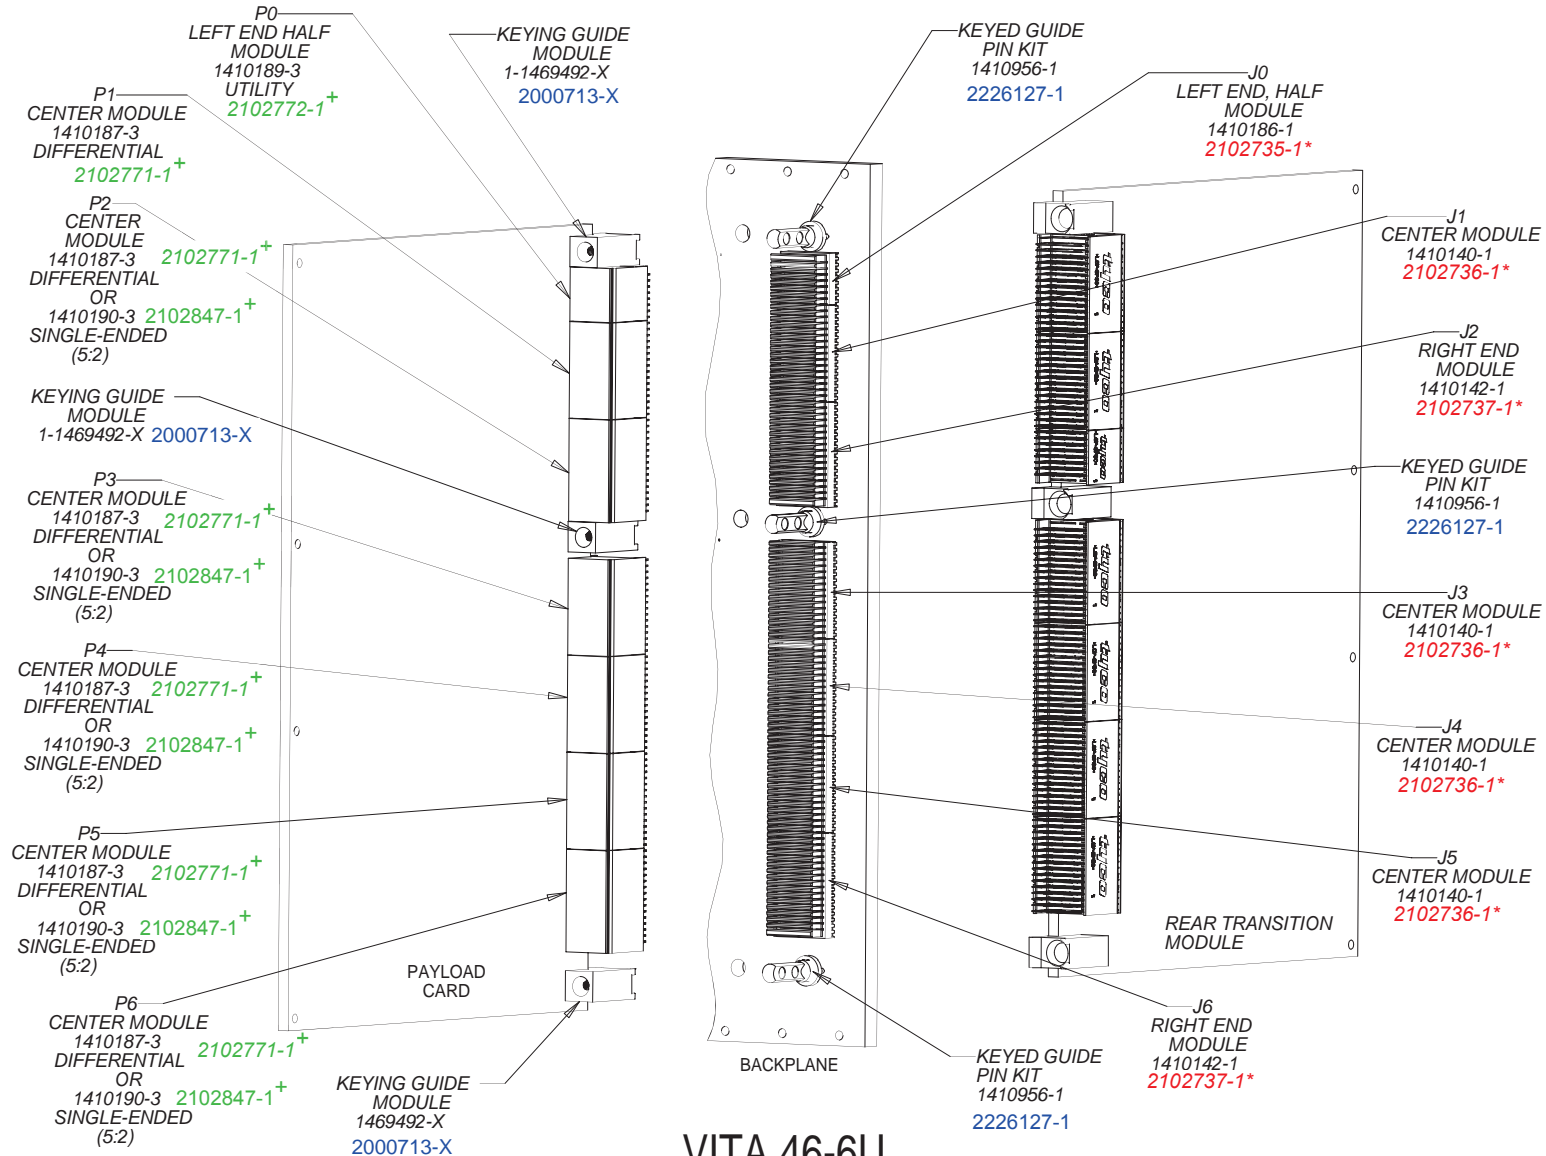 P0
LEFT END HALF
MODULE
1410189-3
UTILITY
2102772-1+
KEYING GUIDE
MODULE
1-1469492-X
2000713-X
KEYED GUIDE
PIN KIT
1410956-1
2226127-1
J0
LEFT END, HALF
MODULE
1410186-1
2102735-1*
P1
CENTER MODULE
1410187-3
DIFFERENTIAL
2102771-1+
P2
CENTER
MODULE
1410187-3 2102771-1+
DIFFERENTIAL
OR
1410190-3 2102847-1+
SINGLE-ENDED
(5:2)
J1
CENTER MODULE
1410140-1
2102736-1*
J2
RIGHT END
MODULE
1410142-1
2102737-1*
KEYING GUIDE
MODULE
1-1469492-X 2000713-X
KEYED GUIDE
PIN KIT
1410956-1
2226127-1
P3
CENTER MODULE
1410187-3 2102771-1+
DIFFERENTIAL
OR
1410190-3 2102847-1+
SINGLE-ENDED
(5:2)
J3
CENTER MODULE
1410140-1
2102736-1*
P4
CENTER MODULE
1410187-3 2102771-1+
DIFFERENTIAL
OR
1410190-3 2102847-1+
SINGLE-ENDED
(5:2)
J4
CENTER MODULE
1410140-1
2102736-1*
P5
CENTER MODULE
1410187-3 2102771-1+
DIFFERENTIAL
OR
1410190-3 2102847-1+
SINGLE-ENDED
(5:2)
J5
CENTER MODULE
1410140-1
2102736-1*
tyco
tyco
tyco
tyco
tyco
tyco
tyco
REAR TRANSITION
MODULE
PAYLOAD
CARD
P6
CENTER MODULE
1410187-3
DIFFERENTIAL 2102771-1+
OR
1410190-3 2102847-1+
SINGLE-ENDED
(5:2)
KEYING GUIDE
MODULE
1469492-X
2000713-X
BACKPLANE
KEYED GUIDE
PIN KIT
1410956-1
2226127-1
J6
RIGHT END
MODULE
1410142-1
2102737-1*
VITA 46-6U